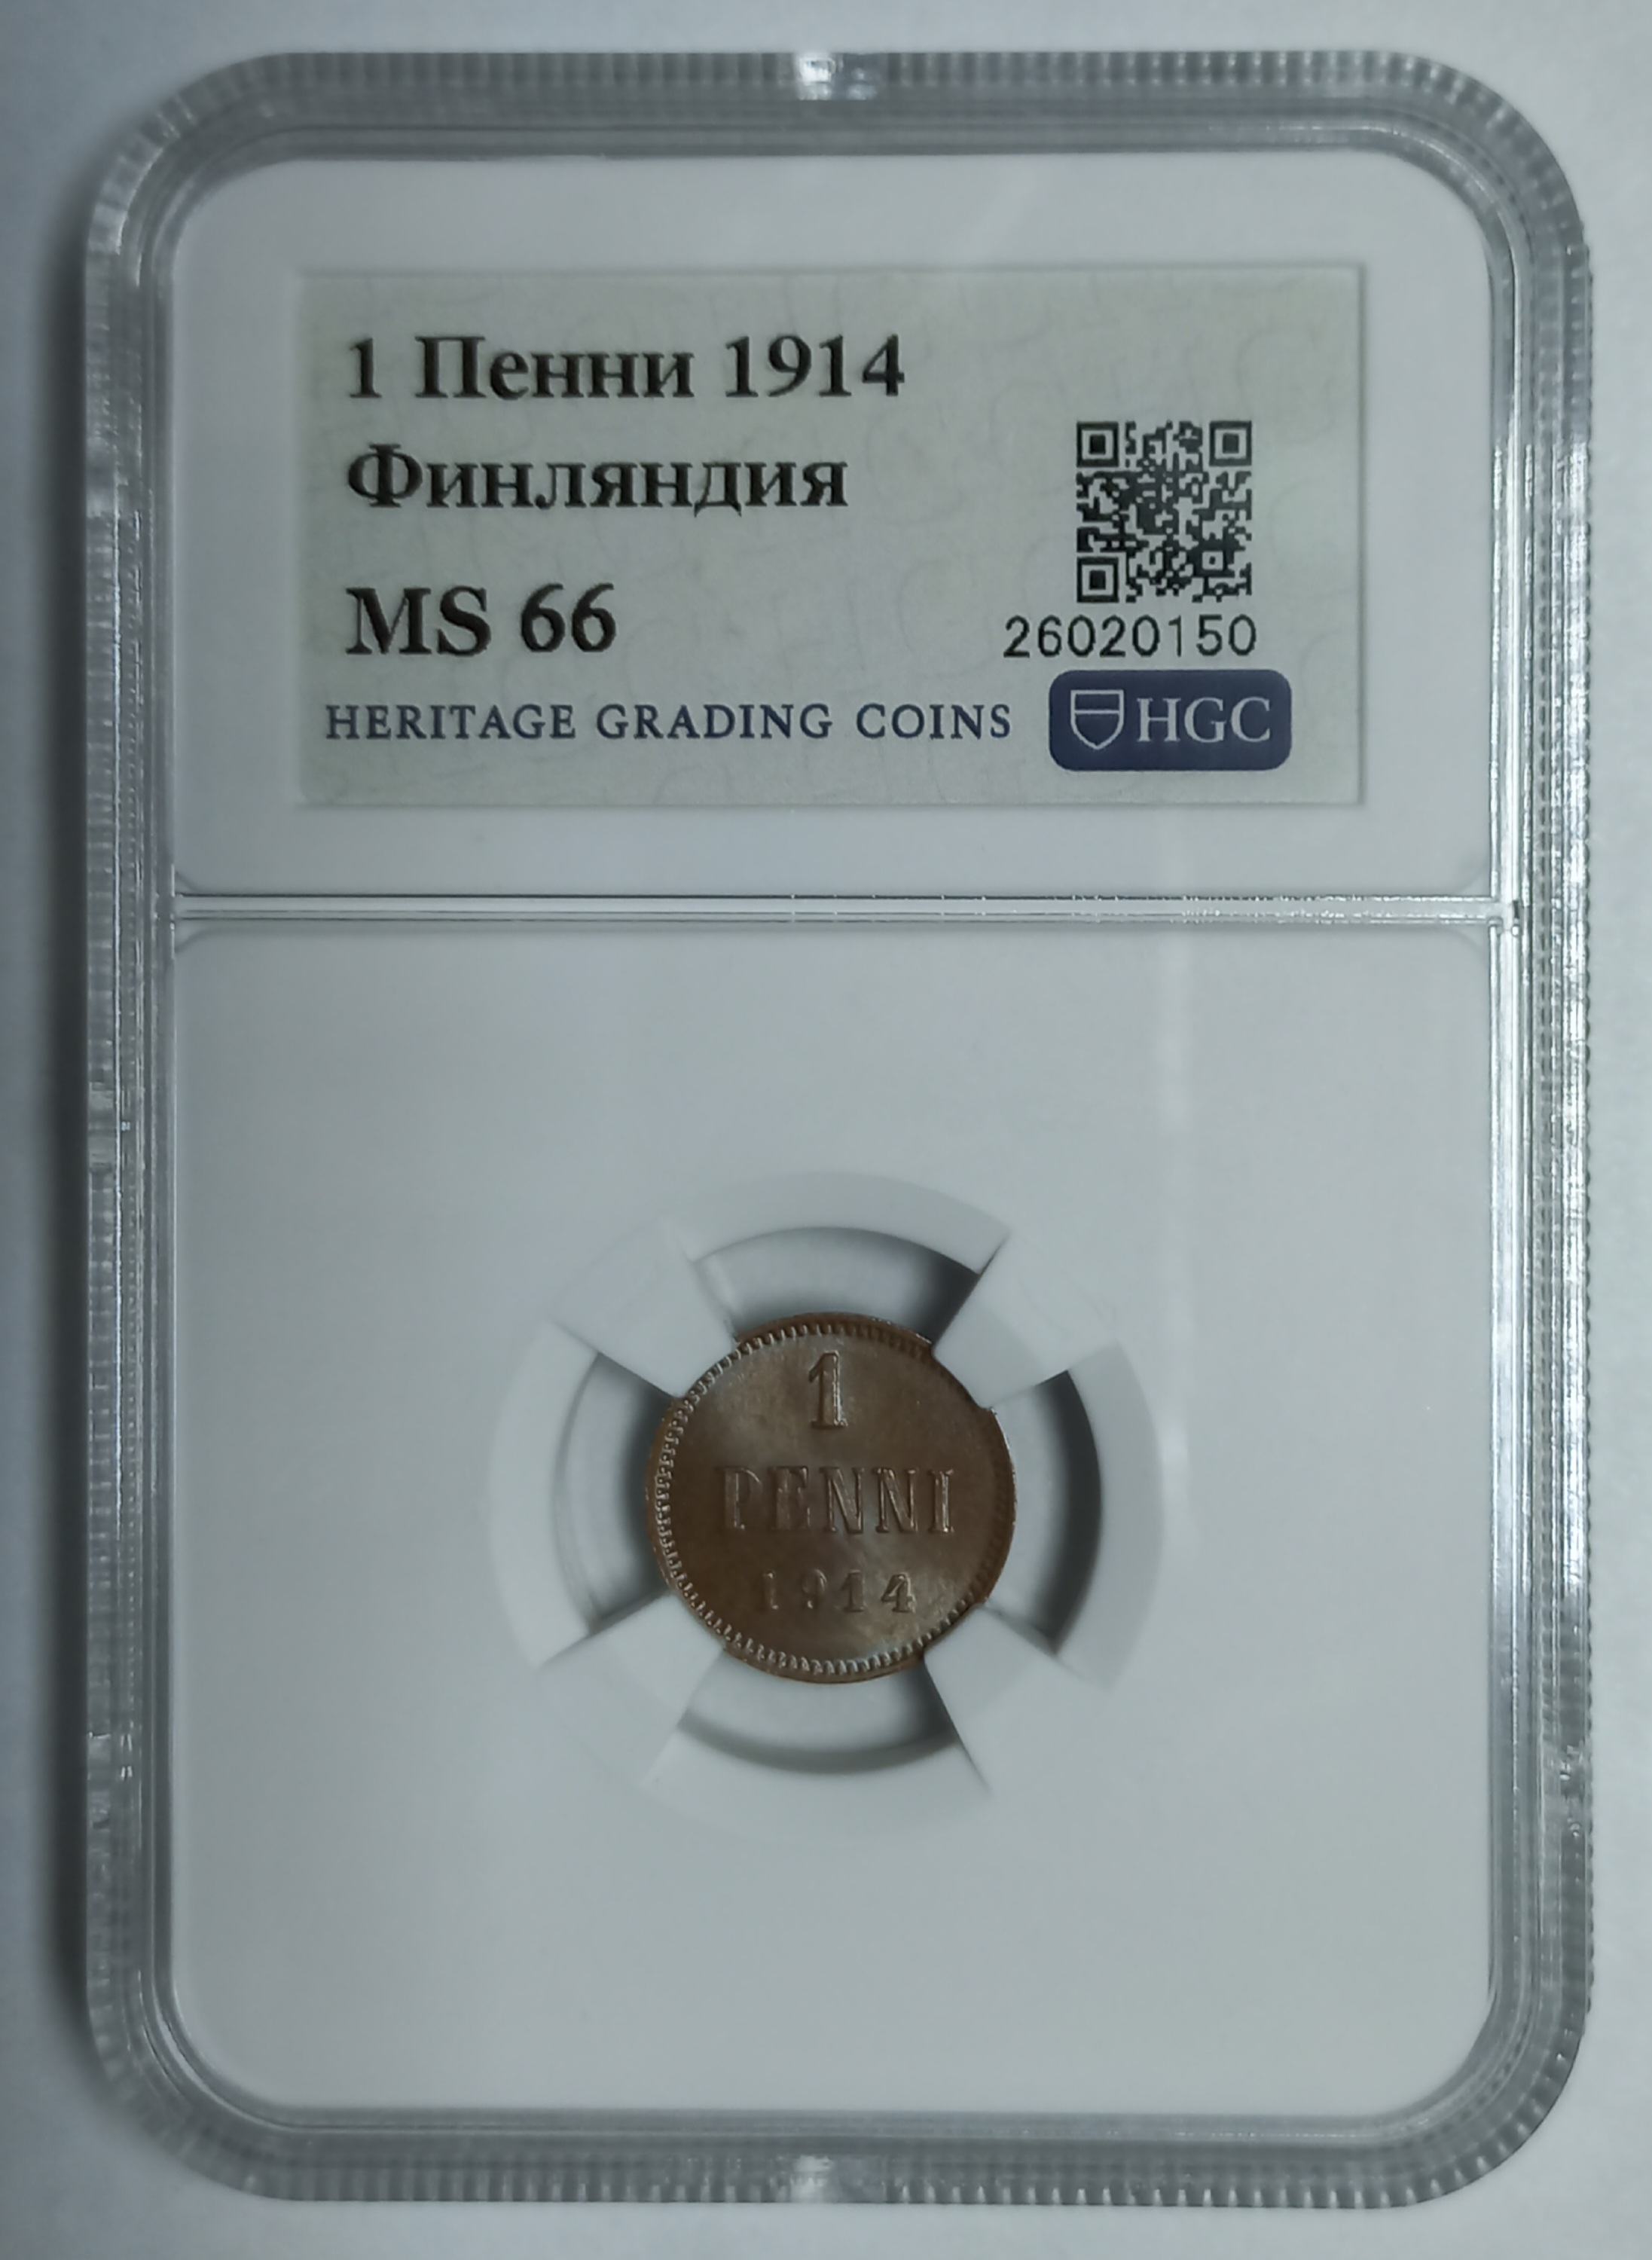 1 Пенни 1914
Финляндия
MS 66
26020150
HERITAGE GRADING COINS
HGC
1
PENNI
1914